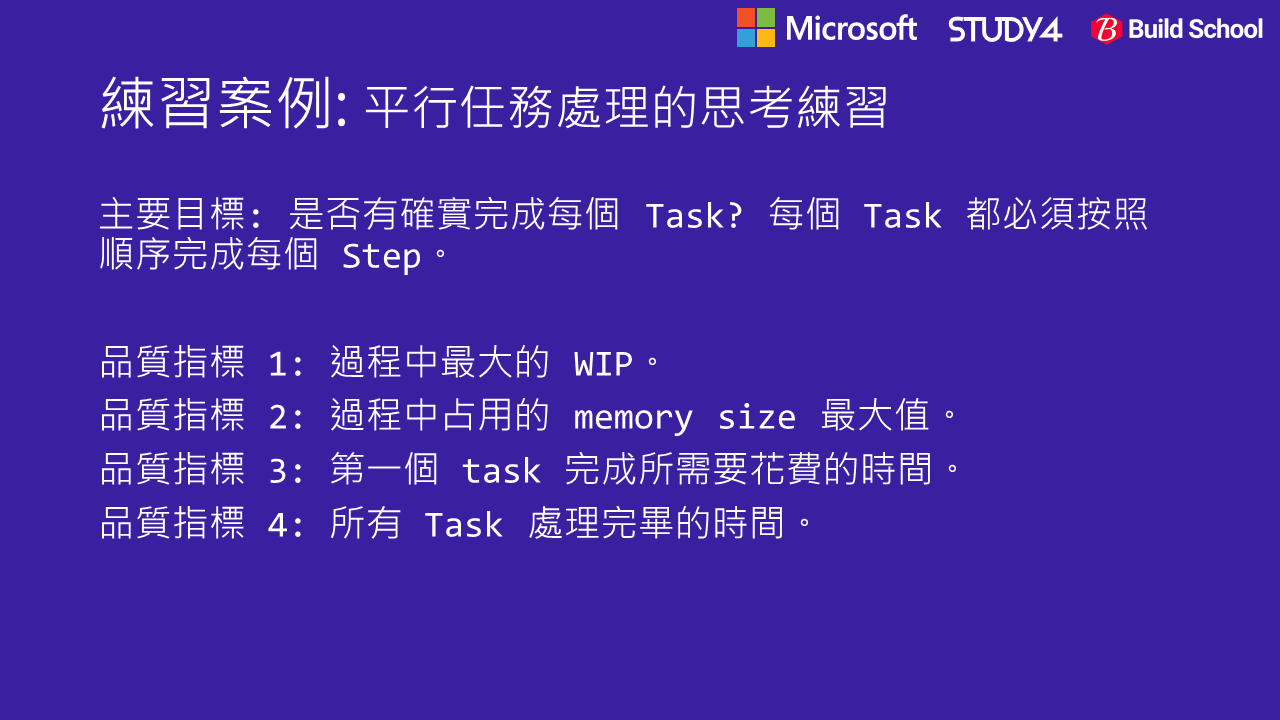 Microsoft STUDY4 Build School
練習案例: 平行任務處理的思考練習
主要目標: 是否有確實完成每個 Task? 每個 Task 都必須按照
順序完成每個 Step。
品質指標 1: 過程中最大的 WIP。
品質指標 2: 過程中占用的 memory size 最大值。
品質指標 3: 第一個 task 完成所需要花費的時間。
品質指標 4: 所有 Task 處理完畢的時間。